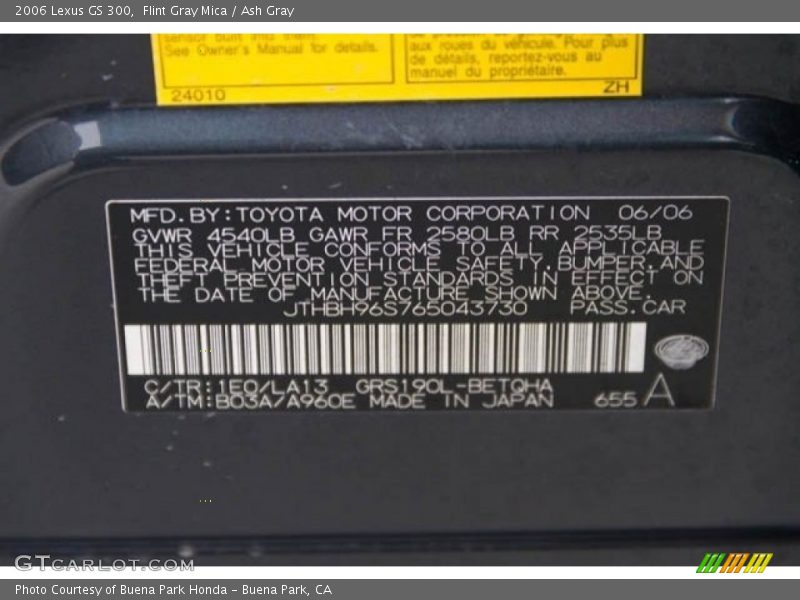 2006 Lexus GS 300, Flint Gray Mica / Ash Gray
sensor built and
See Owner's Manual for details.
aux roues du véhicule. Pour plus
de détails, reportez-vous au
manuel du propriétaire.
24010
ZH
MFD. BY: TOYOTA MOTOR CORPORATION 06/06
GVWR 4540LB GAWR FR 2580LB RR 2535LB
THIS VEHICLE CONFORMS TO ALL APPLICABLE
FEDERAL MOTOR VEHICLE SAFETY, BUMPER, AND
THEFT PREVENTION STANDARDS IN EFFECT ON
THE DATE OF MANUFACTURE SHOWN ABOVE.
JTHBH96S765043730 PASS. CAR
C/TR: 1E0/LA13 GRS190L-BETQHA
A/TM: B03A/A960E MADE IN JAPAN 655 A
GTCARLOT.COM
Photo Courtesy of Buena Park Honda - Buena Park, CA